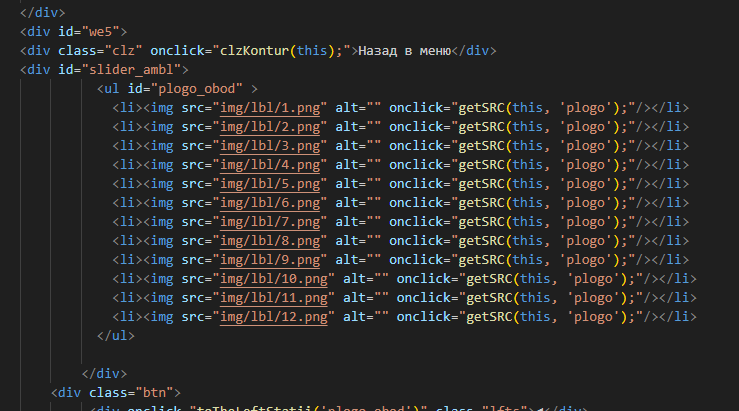 </div>
<div id="we5">
<div class="clz" onclick="clzKontur(this);">Назад в меню</div>
<div id="slider_ambl">
<ul id="plogo_obod" >
<li><img src="img/lbl/1.png" alt="" onclick="getSRC(this, 'plogo');"/></li>
<li><img src="img/lbl/2.png" alt="" onclick="getSRC(this, 'plogo');"/></li>
<li><img src="img/lbl/3.png" alt="" onclick="getSRC(this, 'plogo');"/></li>
<li><img src="img/lbl/4.png" alt="" onclick="getSRC(this, 'plogo');"/></li>
<li><img src="img/lbl/5.png" alt="" onclick="getSRC(this, 'plogo');"/></li>
<li><img src="img/lbl/6.png" alt="" onclick="getSRC(this, 'plogo');"/></li>
<li><img src="img/lbl/7.png" alt="" onclick="getSRC(this, 'plogo');"/></li>
<li><img src="img/lbl/8.png" alt="" onclick="getSRC(this, 'plogo');"/></li>
<li><img src="img/lbl/9.png" alt="" onclick="getSRC(this, 'plogo');"/></li>
<li><img src="img/lbl/10.png" alt="" onclick="getSRC(this, 'plogo');"/></li>
<li><img src="img/lbl/11.png" alt="" onclick="getSRC(this, 'plogo');"/></li>
<li><img src="img/lbl/12.png" alt="" onclick="getSRC(this, 'plogo');"/></li>
</ul>
</div>
<div class="btn">